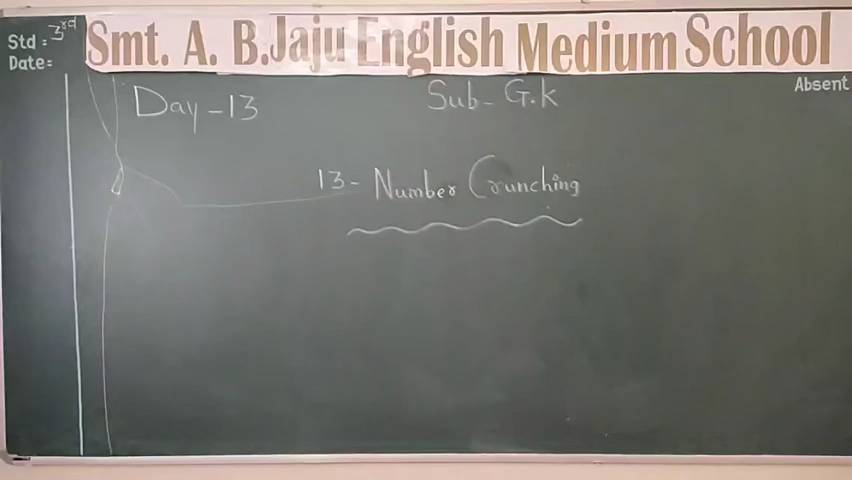 Std : 3rd
Smt. A. B.Jaju English Medium School
Date:
Absent
Day - 13
Sub - G.K
13 - Number Crunching